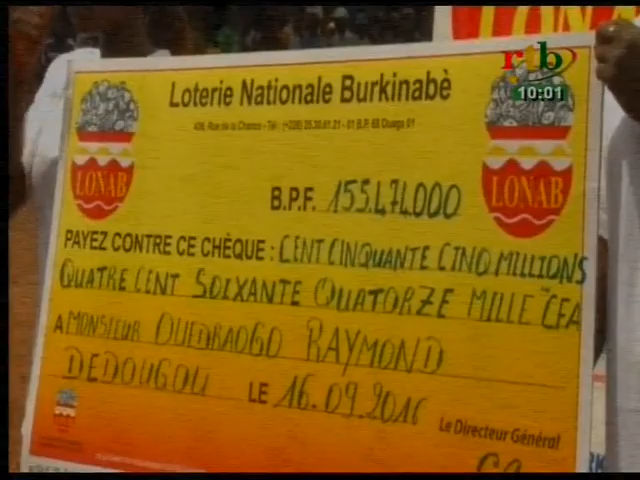 rtb
10:01
Loterie Nationale Burkinabè
LONAB
LONAB
B.P.F. 155.474.000
PAYEZ CONTRE CE CHÈQUE : CENT CINQUANTE CINQ MILLIONS
QUATRE CENT SOIXANTE QUATORZE MILLE "CFA
A MONSIEUR OUEDRAOGO RAYMOND
DEDOUGOU LE 16.09.2016
Le Directeur Général